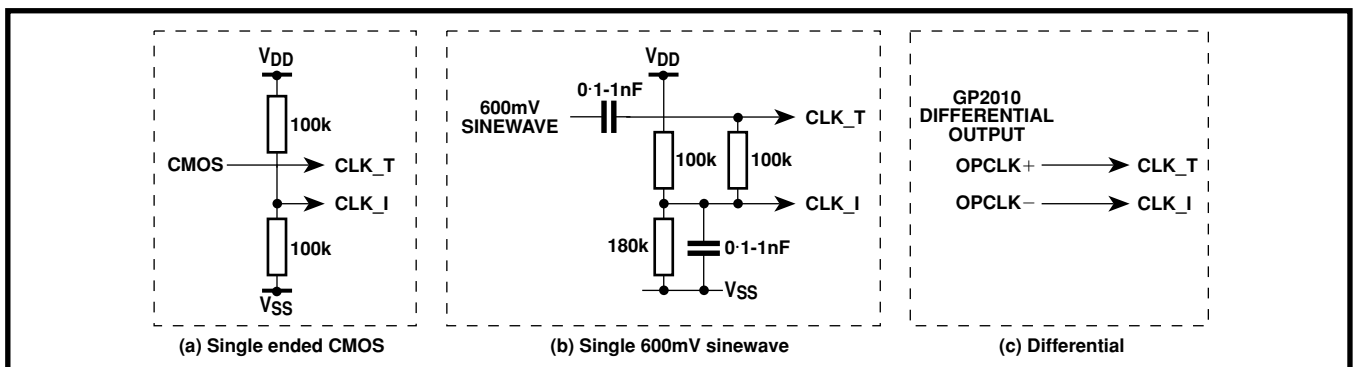 VDD
100k
CMOS
CLK_T
CLK_I
100k
VSS
(a) Single ended CMOS
VDD
0·1-1nF
600mV
SINEWAVE
CLK_T
100k
100k
CLK_I
180k
0·1-1nF
VSS
(b) Single 600mV sinewave
GP2010
DIFFERENTIAL
OUTPUT
OPCLK+
CLK_T
OPCLK−
CLK_I
(c) Differential